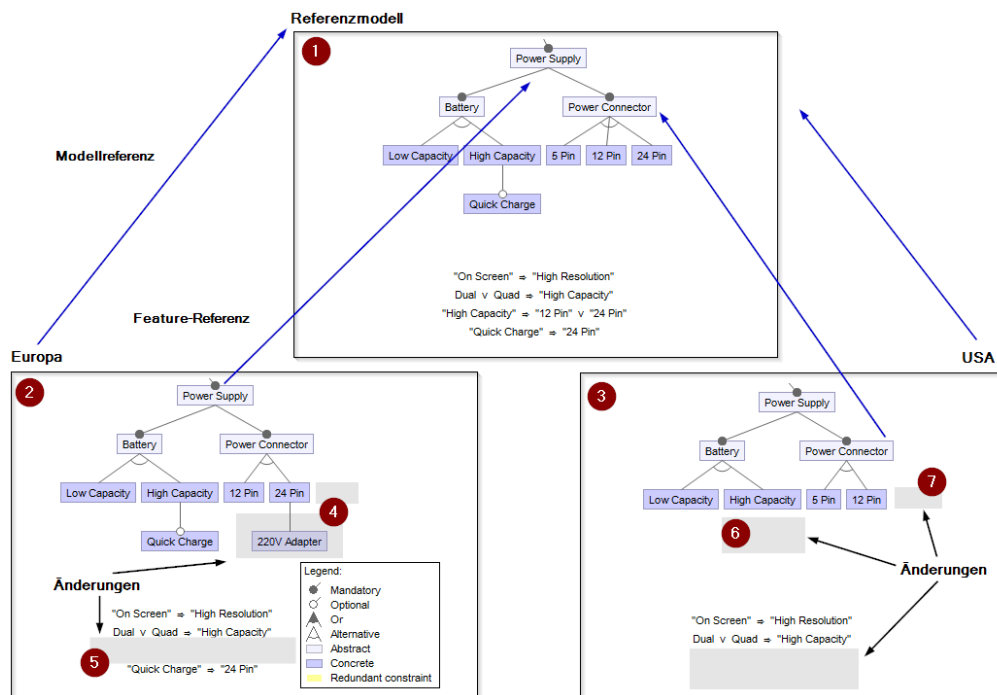 Referenzmodell
1
Power Supply
Battery
Power Connector
Low Capacity
High Capacity
5 Pin
12 Pin
24 Pin
Quick Charge
Modellreferenz
"On Screen" ⇒ "High Resolution"
Dual ∨ Quad ⇒ "High Capacity"
"High Capacity" ⇒ "12 Pin" ∨ "24 Pin"
"Quick Charge" ⇒ "24 Pin"
Feature-Referenz
Europa
2
Power Supply
Battery
Power Connector
Low Capacity
High Capacity
12 Pin
24 Pin
4
Quick Charge
220V Adapter
Änderungen
"On Screen" ⇒ "High Resolution"
Dual ∨ Quad ⇒ "High Capacity"
5
"Quick Charge" ⇒ "24 Pin"
Legend:
Mandatory
Optional
Or
Alternative
Abstract
Concrete
Redundant constraint
USA
3
Power Supply
Battery
Power Connector
Low Capacity
High Capacity
5 Pin
12 Pin
7
6
Änderungen
"On Screen" ⇒ "High Resolution"
Dual ∨ Quad ⇒ "High Capacity"